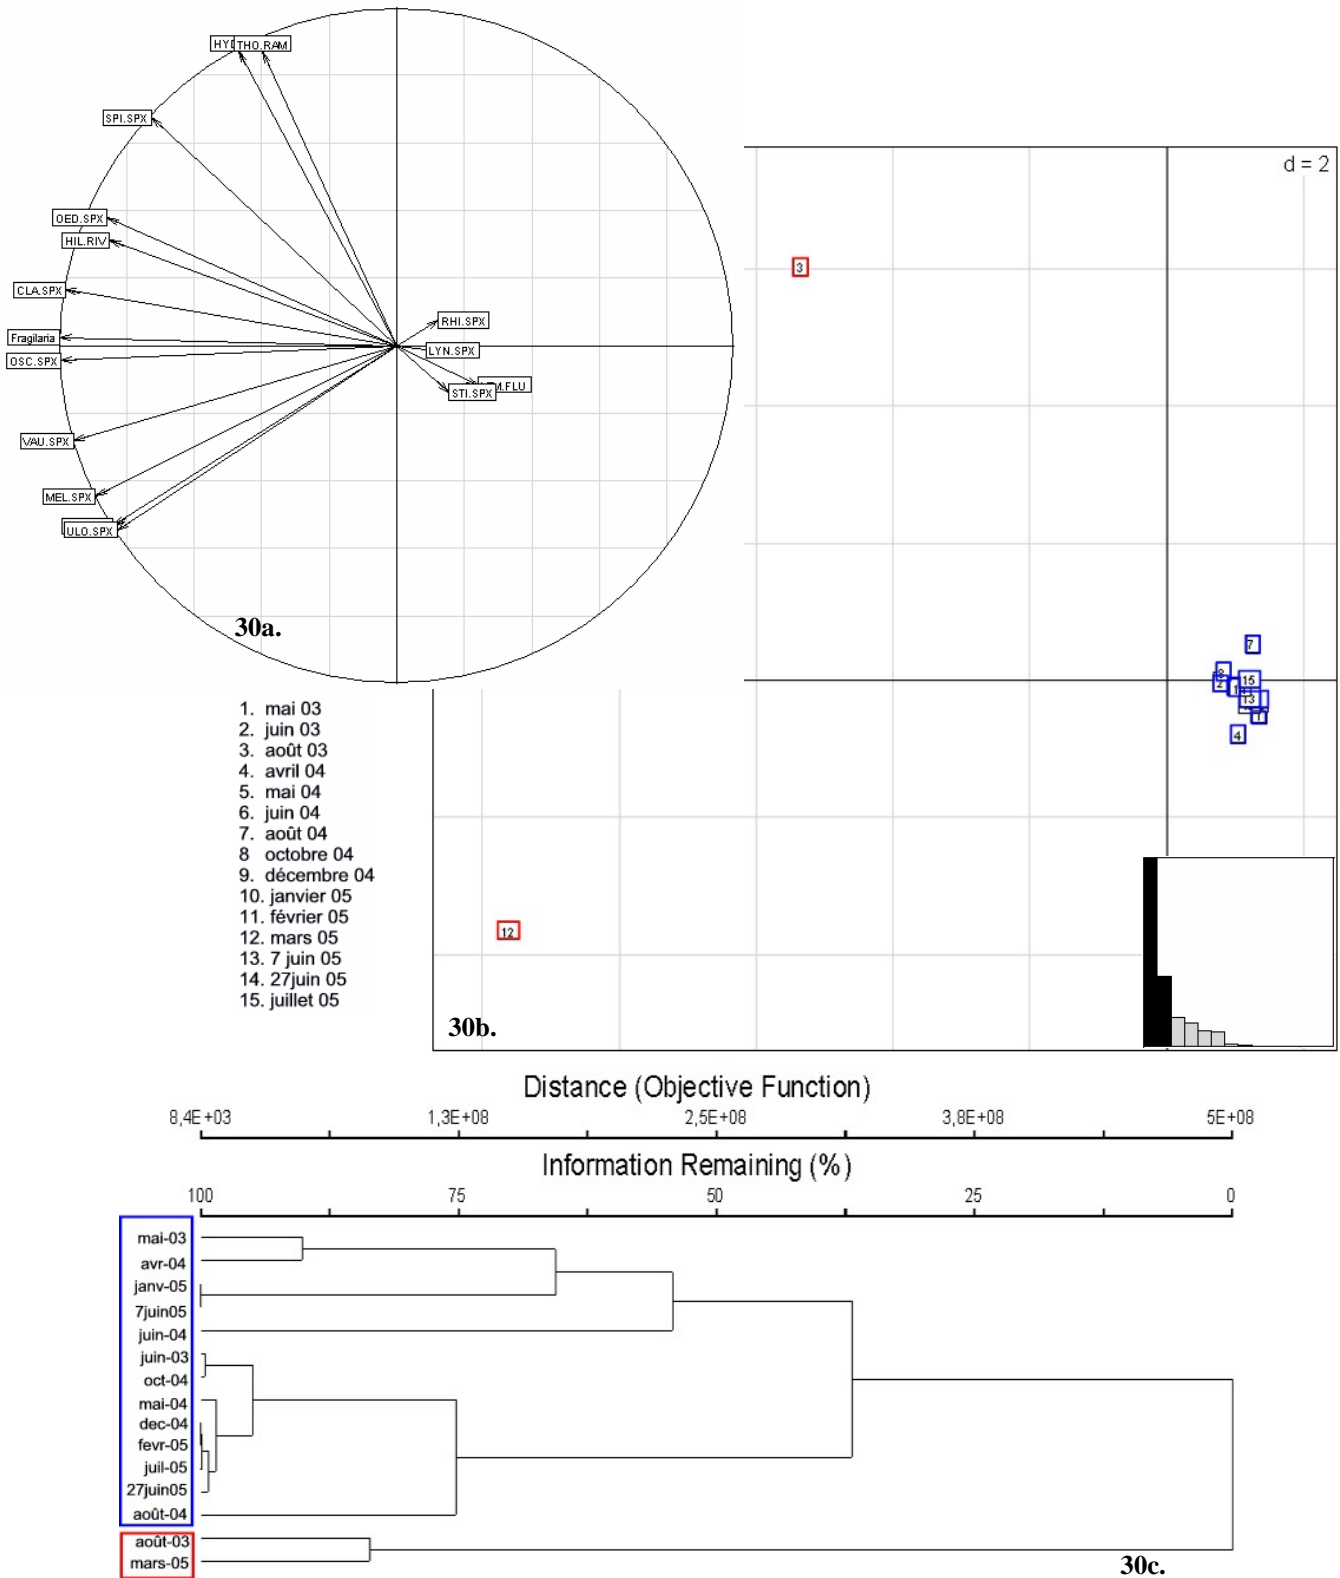 THO.RAM
SPI.SPX
OED.SPX
HIL.RIV
CLA.SPX
Fragilaria
OSC.SPX
VAU.SPX
MEL.SPX
ULO.SPX
RHI.SPX
LYN.SPX
STI.SPX
30a.
d = 2
3
7
2
15
13
4
12
30b.
1. mai 03
2. juin 03
3. août 03
4. avril 04
5. mai 04
6. juin 04
7. août 04
8 octobre 04
9. décembre 04
10. janvier 05
11. février 05
12. mars 05
13. 7 juin 05
14. 27juin 05
15. juillet 05
Distance (Objective Function)
8,4E+03 1,3E+08 2,5E+08 3,8E+08 5E+08
Information Remaining (%)
100 75 50 25 0
mai-03
avr-04
janv-05
7juin05
juin-04
juin-03
oct-04
mai-04
dec-04
fevr-05
juil-05
27juin05
août-04
août-03
mars-05
30c.